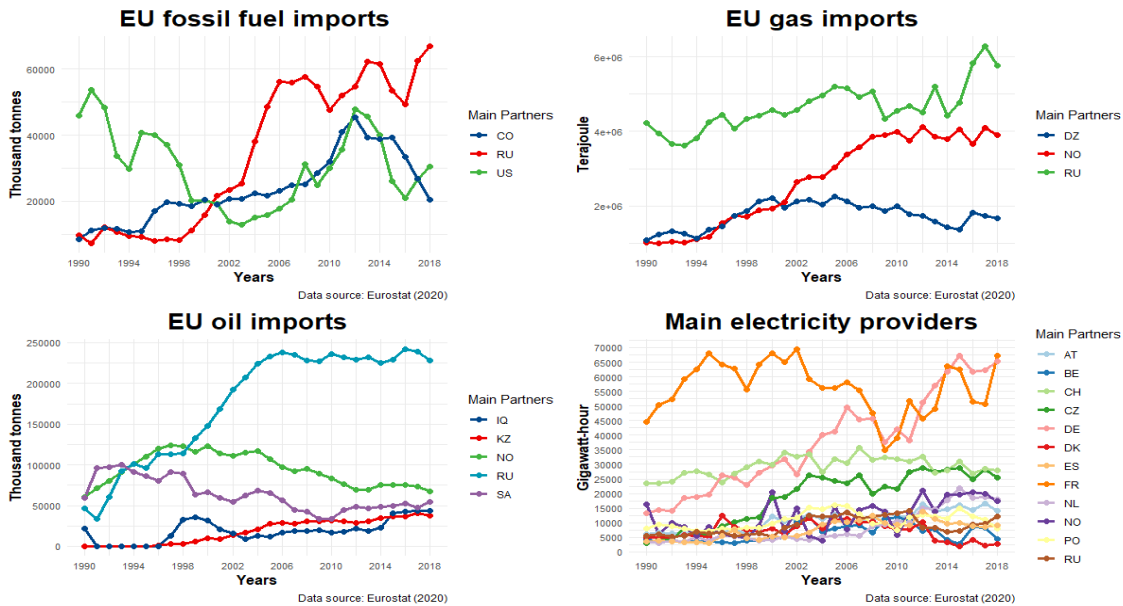 EU fossil fuel imports
Thousand tonnes
60000
40000
20000
1990 1994 1998 2002 2006 2010 2014 2018
Years
Data source: Eurostat (2020)
Main Partners
CO
RU
US
EU gas imports
Terajoule
6e+06
4e+06
2e+06
1990 1994 1998 2002 2006 2010 2014 2018
Years
Data source: Eurostat (2020)
Main Partners
DZ
NO
RU
EU oil imports
Thousand tonnes
250000
200000
150000
100000
50000
0
1990 1994 1998 2002 2006 2010 2014 2018
Years
Data source: Eurostat (2020)
Main Partners
IQ
KZ
NO
RU
SA
Main electricity providers
Gigawatt-hour
70000
65000
60000
55000
50000
45000
40000
35000
30000
25000
20000
15000
10000
5000
0
1990 1994 1998 2002 2006 2010 2014 2018
Years
Data source: Eurostat (2020)
Main Partners
AT
BE
CH
CZ
DE
DK
ES
FR
NL
NO
PO
RU